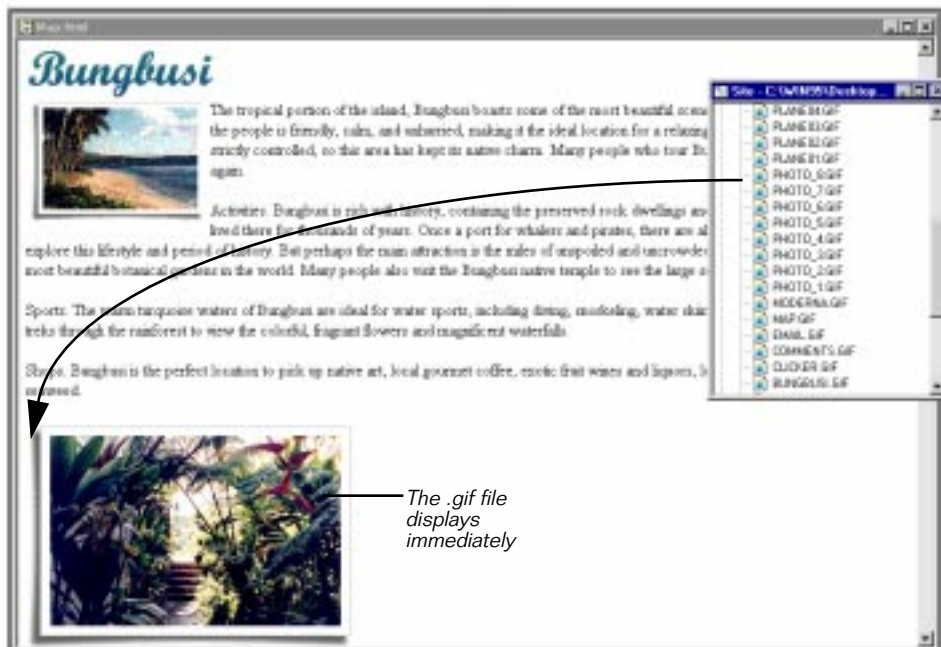 Map.html
Bungbusi
The tropical portion of the island, Bungbusi boasts some of the most beautiful scene
the people is friendly, calm, and unhurried, making it the ideal location for a relaxing
strictly controlled, so this area has kept its native charm. Many people who tour Bu
again.
Activities. Bungbusi is rich with history, containing the preserved rock dwellings an
lived there for thousands of years. Once a port for whalers and pirates, there are al
explore this lifestyle and period of history. But perhaps the main attraction is the miles of unspoiled and uncrowde
most beautiful botanical gardens in the world. Many people also visit the Bungbusi native temple to see the large
Sports. The warm turquoise waters of Bungbusi are ideal for water sports, including diving, snorkeling, water skiin
treks through the rainforest to view the colorful, fragrant flowers and magnificent waterfalls.
Shops. Bungbusi is the perfect location to pick up native art, local gourmet coffee, exotic fruit wines and liquors,
Site - C:\WIN95\Desktop...
PLANE04.GIF
PLANE03.GIF
PLANE02.GIF
PLANE01.GIF
PHOTO_8.GIF
PHOTO_7.GIF
PHOTO_6.GIF
PHOTO_5.GIF
PHOTO_4.GIF
PHOTO_3.GIF
PHOTO_2.GIF
PHOTO_1.GIF
MODERNA.GIF
MAP.GIF
EMAIL.GIF
COMMENTS.GIF
CLICKER.GIF
BUNGBUSI.GIF
The .gif file
displays
immediately